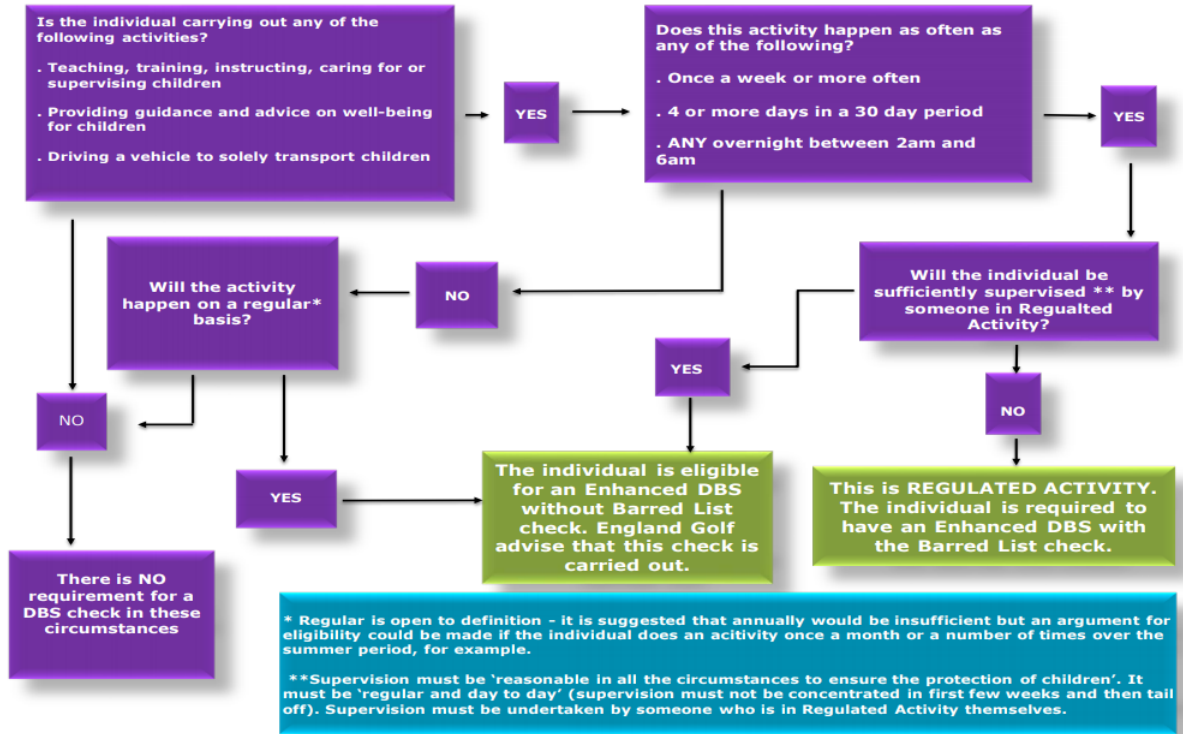 Is the individual carrying out any of the
following activities?
. Teaching, training, instructing, caring for or
supervising children
. Providing guidance and advice on well-being
for children
. Driving a vehicle to solely transport children
YES
Does this activity happen as often as
any of the following?
. Once a week or more often
. 4 or more days in a 30 day period
. ANY overnight between 2am and
6am
YES
Will the activity
happen on a regular*
basis?
NO
Will the individual be
sufficiently supervised ** by
someone in Regualted
Activity?
YES
NO
NO
YES
The individual is eligible
for an Enhanced DBS
without Barred List
check. England Golf
advise that this check is
carried out.
This is REGULATED ACTIVITY.
The individual is required to
have an Enhanced DBS with
the Barred List check.
There is NO
requirement for a
DBS check in these
circumstances
* Regular is open to definition - it is suggested that annually would be insufficient but an argument for
eligibility could be made if the individual does an acitivity once a month or a number of times over the
summer period, for example.
**Supervision must be ‘reasonable in all the circumstances to ensure the protection of children’. It
must be ‘regular and day to day’ (supervision must not be concentrated in first few weeks and then tail
off). Supervision must be undertaken by someone who is in Regulated Activity themselves.